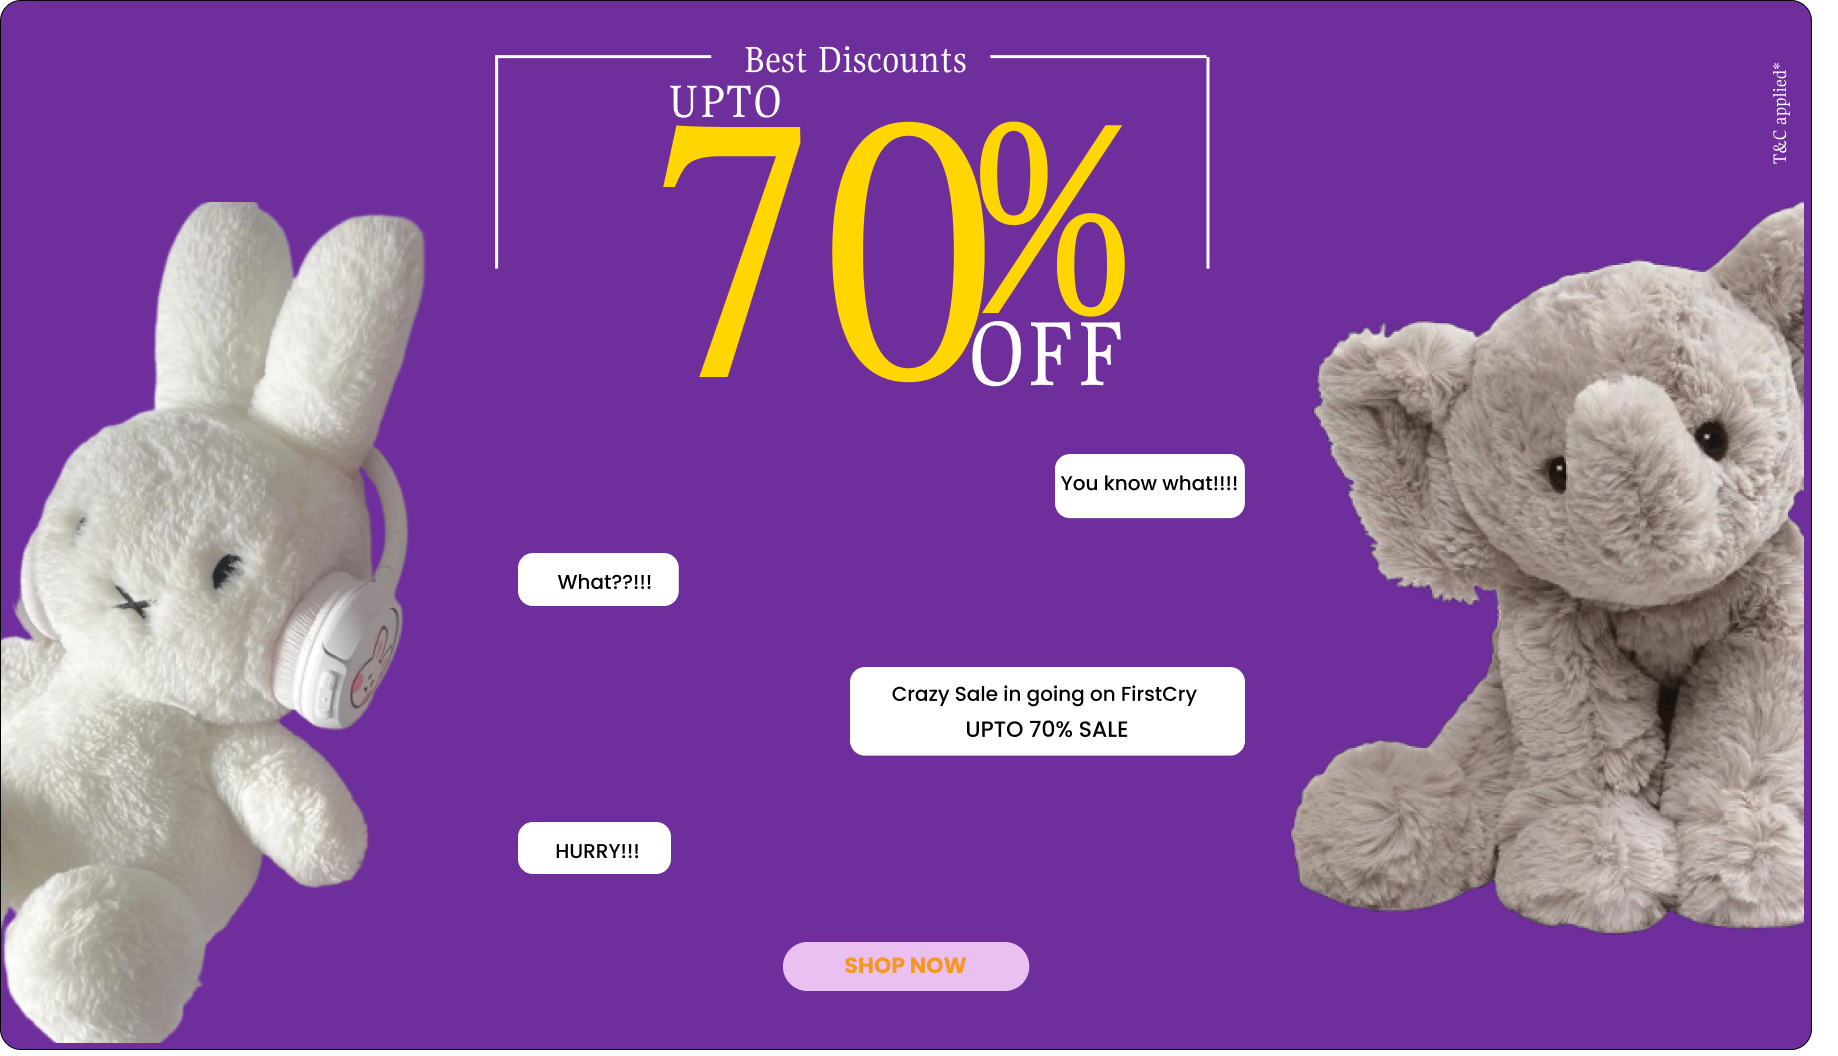 Best Discounts
UPTO
70%
OFF
T&C applied*
You know what!!!!
What??!!!
Crazy Sale in going on FirstCry
UPTO 70% SALE
HURRY!!!
SHOP NOW